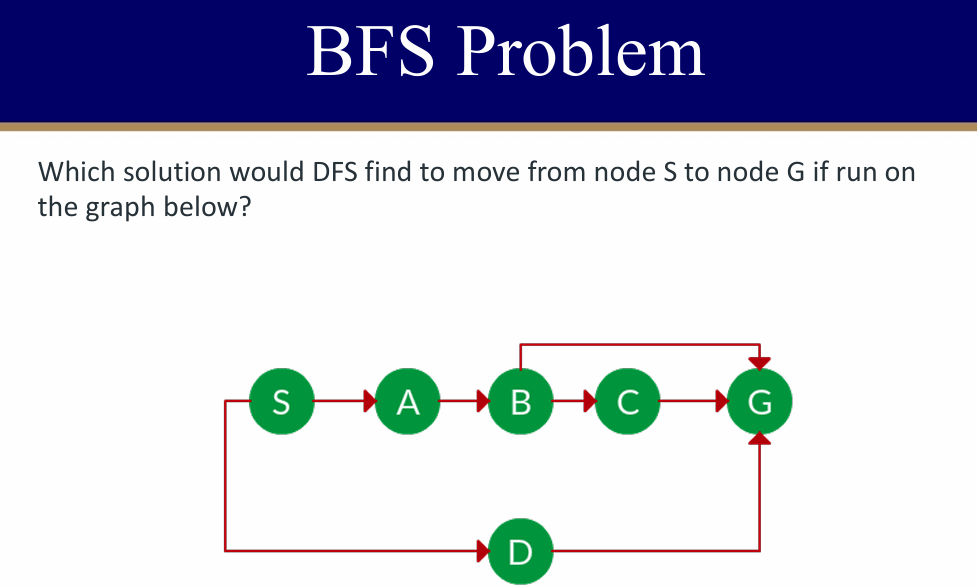 BFS Problem
Which solution would DFS find to move from node S to node G if run on
the graph below?
S
A
B
C
G
D